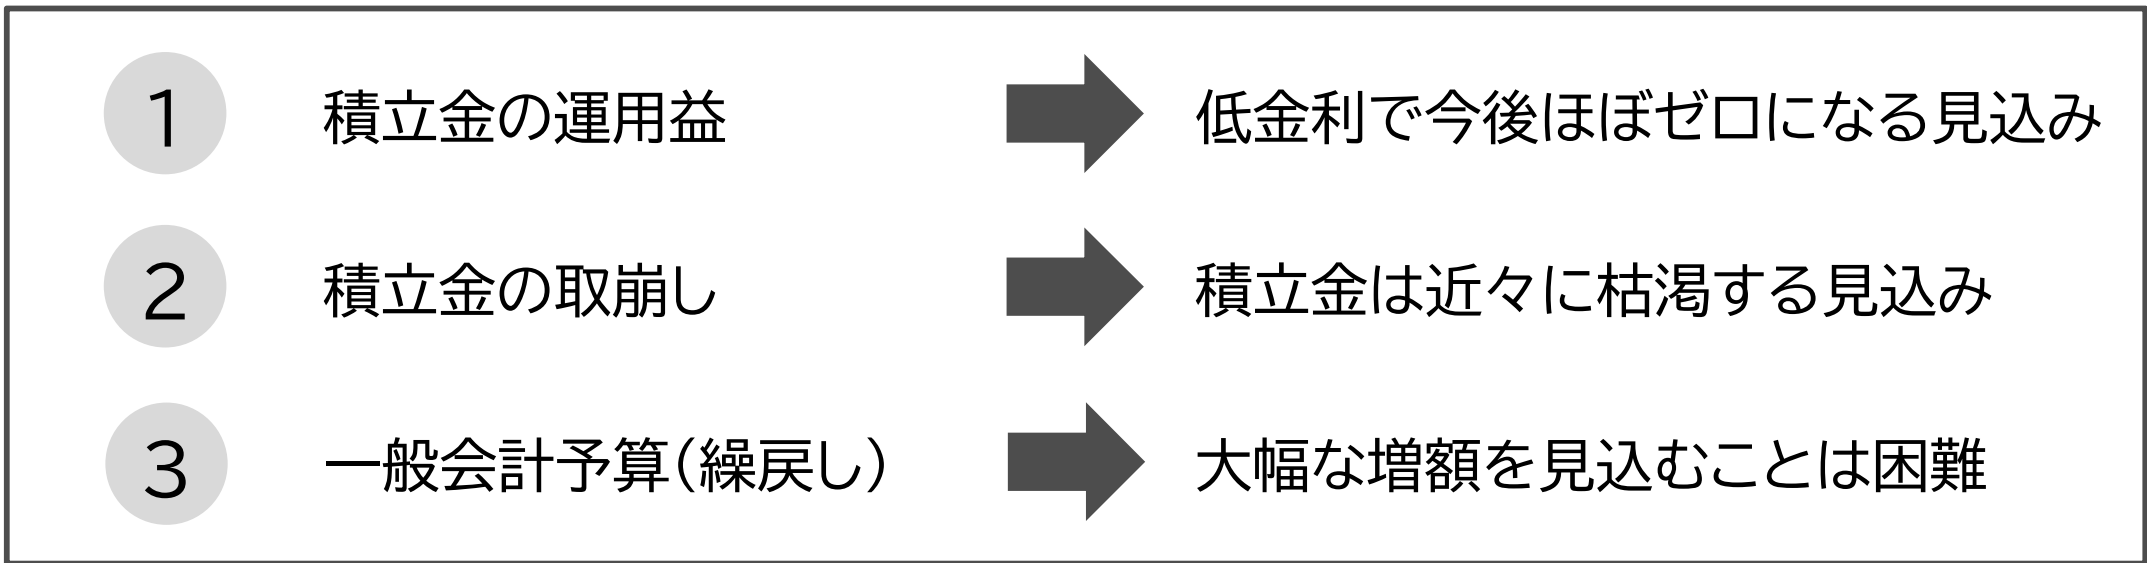 1 積立金の運用益 低金利で今後ほぼゼロになる見込み
2 積立金の取崩し 積立金は近々に枯渇する見込み
3 一般会計予算(繰戻し) 大幅な増額を見込むことは困難